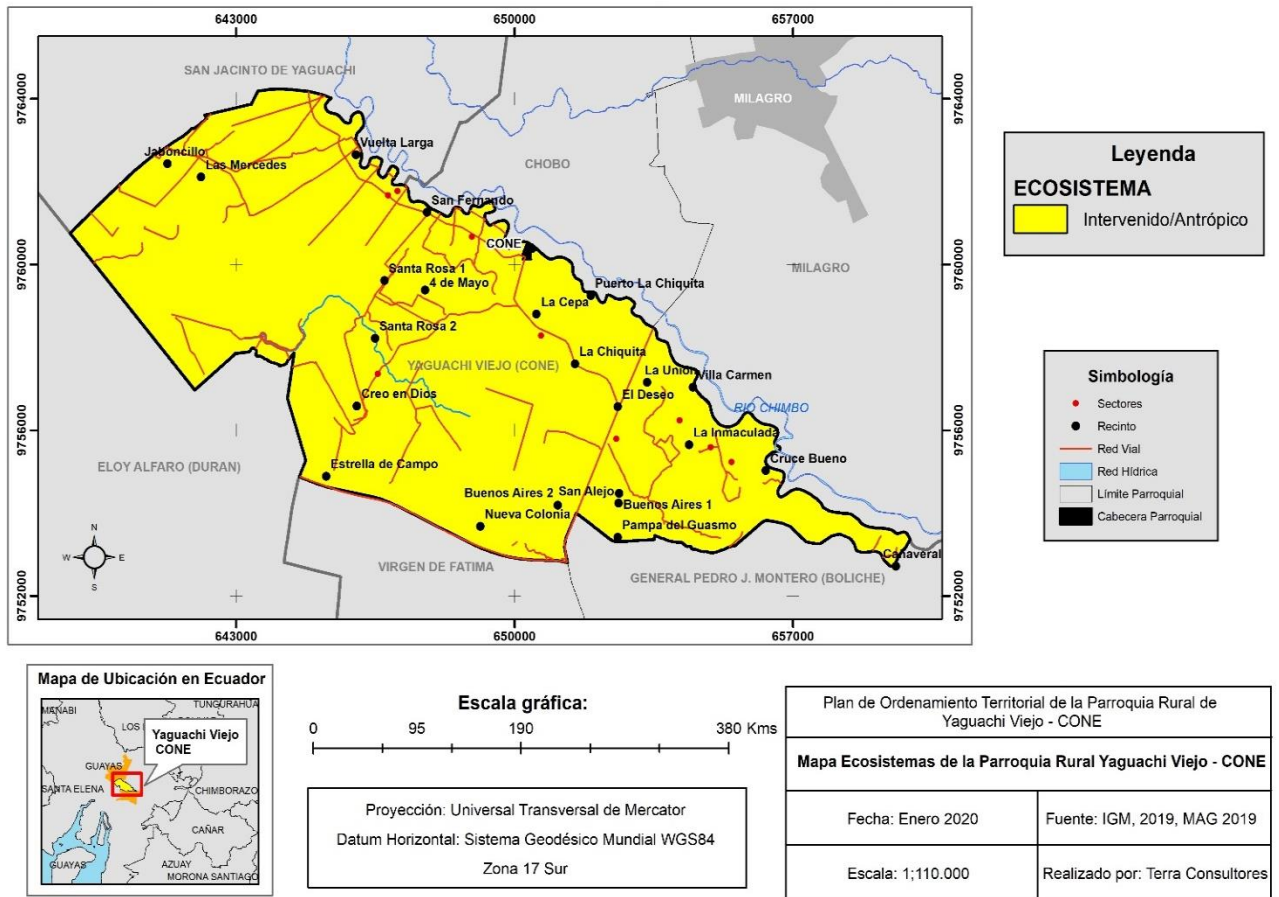 643000
650000
657000
9764000
9760000
9756000
9752000
9764000
9760000
9756000
9752000
643000
650000
657000
SAN JACINTO DE YAGUACHI
MILAGRO
CHOBO
MILAGRO
Vuelta Larga
Jaboncillo
Las Mercedes
San Fernando
CONE
Santa Rosa 1
4 de Mayo
Puerto La Chiquita
La Cepa
Santa Rosa 2
YAGUACHI VIEJO (CONE)
La Chiquita
La Union
Villa Carmen
Creo en Dios
El Deseo
RIO CHIMBO
La Inmaculada
ELOY ALFARO (DURAN)
Estrella de Campo
Cruce Bueno
Buenos Aires 2
San Alejo
Buenos Aires 1
Nueva Colonia
Pampa del Guasmo
VIRGEN DE FATIMA
GENERAL PEDRO J. MONTERO (BOLICHE)
Cañaveral
N
W
E
S
Leyenda
ECOSISTEMA
Intervenido/Antrópico
Simbología
Sectores
Recinto
Red Vial
Red Hídrica
Límite Parroquial
Cabecera Parroquial
Mapa de Ubicación en Ecuador
MANABI
TUNGURAHUA
LOS
Yaguachi Viejo
CONE
GUAYAS
SANTA ELENA
CHIMBORAZO
CAÑAR
GUAYAS
AZUAY
MORONA SANTIAGO
Escala gráfica:
0 95 190 380 Kms
Proyección: Universal Transversal de Mercator
Datum Horizontal: Sistema Geodésico Mundial WGS84
Zona 17 Sur
Plan de Ordenamiento Territorial de la Parroquia Rural de
Yaguachi Viejo - CONE
Mapa Ecosistemas de la Parroquia Rural Yaguachi Viejo - CONE
Fecha: Enero 2020
Fuente: IGM, 2019, MAG 2019
Escala: 1;110.000
Realizado por: Terra Consultores